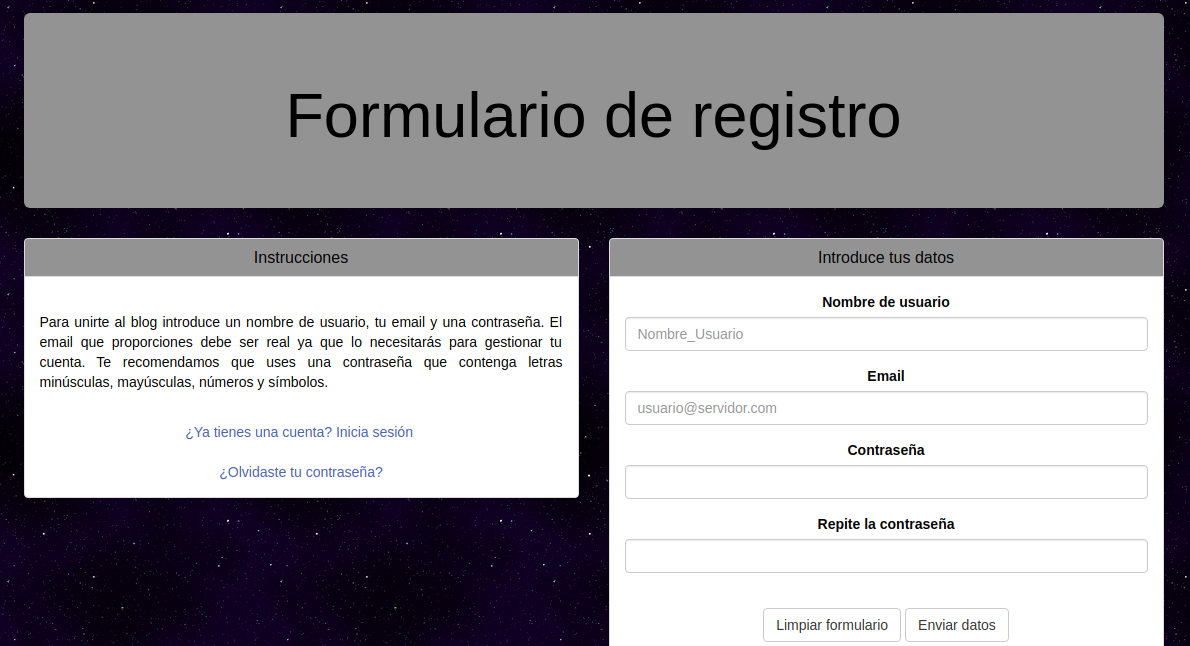 Formulario de registro
Instrucciones
Para unirte al blog introduce un nombre de usuario, tu email y una contraseña. El
email que proporciones debe ser real ya que lo necesitarás para gestionar tu
cuenta. Te recomendamos que uses una contraseña que contenga letras
minúsculas, mayúsculas, números y símbolos.
¿Ya tienes una cuenta? Inicia sesión
¿Olvidaste tu contraseña?
Introduce tus datos
Nombre de usuario
Nombre_Usuario
Email
usuario@servidor.com
Contraseña
Repite la contraseña
Limpiar formulario Enviar datos